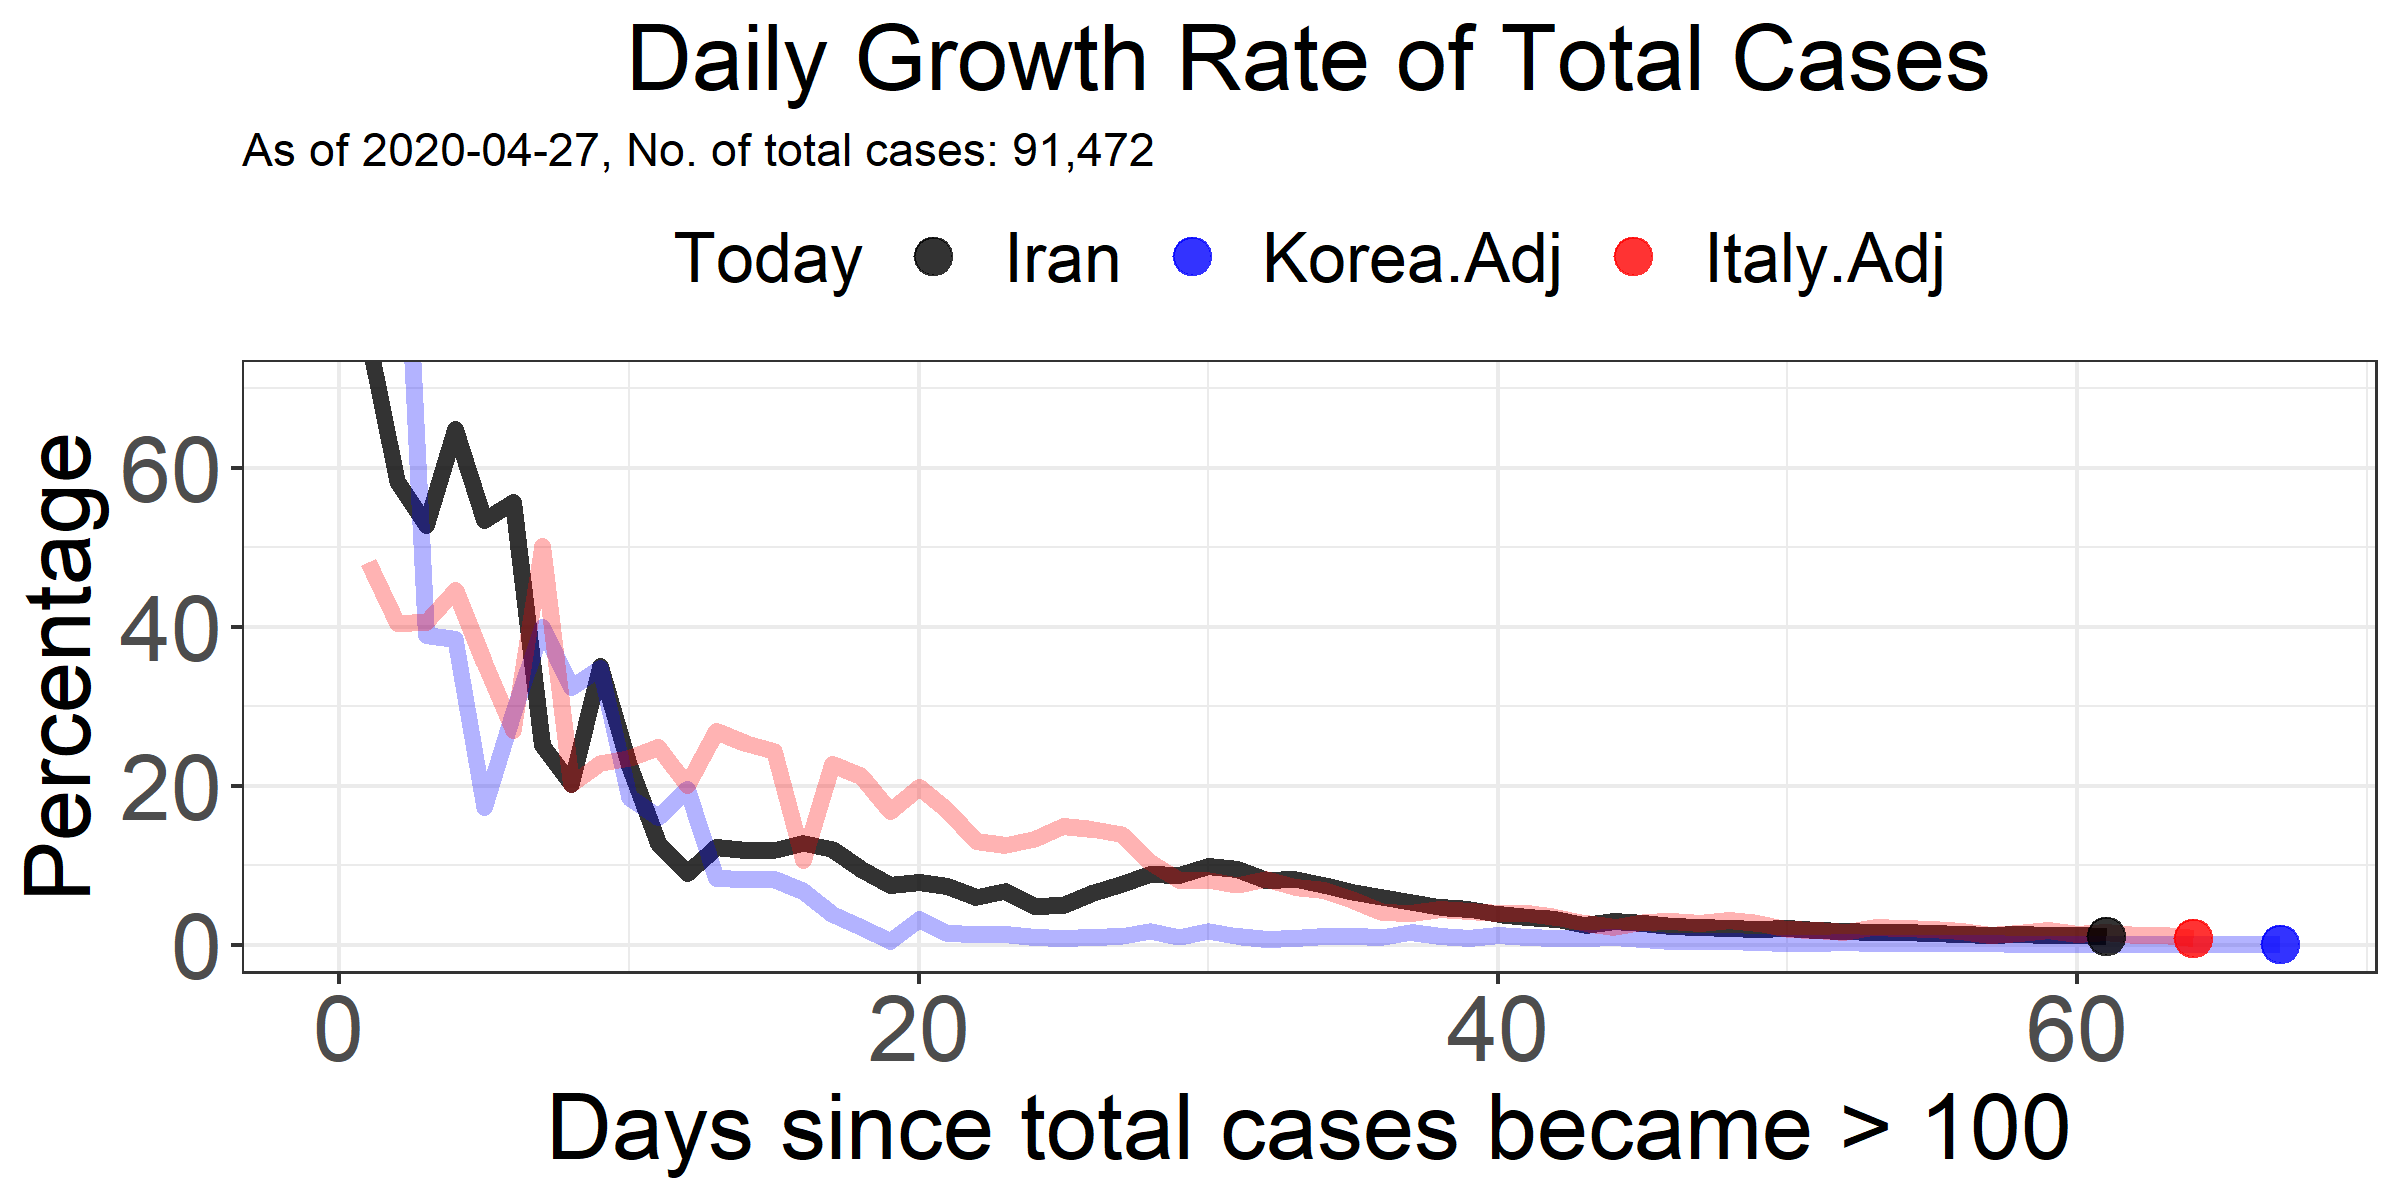 Daily Growth Rate of Total Cases
As of 2020-04-27, No. of total cases: 91,472
Today Iran Korea.Adj Italy.Adj
Percentage
60
40
20
0
0 20 40 60
Days since total cases became > 100